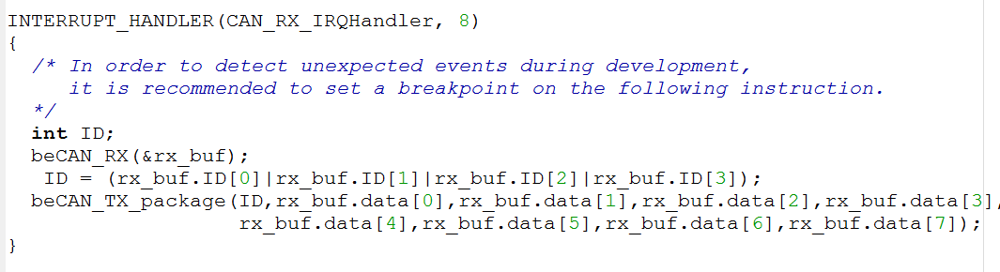 INTERRUPT_HANDLER(CAN_RX_IRQHandler, 8)
{
/* In order to detect unexpected events during development,
it is recommended to set a breakpoint on the following instruction.
*/
int ID;
beCAN_RX(&rx_buf);
ID = (rx_buf.ID[0]|rx_buf.ID[1]|rx_buf.ID[2]|rx_buf.ID[3]);
beCAN_TX_package(ID,rx_buf.data[0],rx_buf.data[1],rx_buf.data[2],rx_buf.data[3],
rx_buf.data[4],rx_buf.data[5],rx_buf.data[6],rx_buf.data[7]);
}